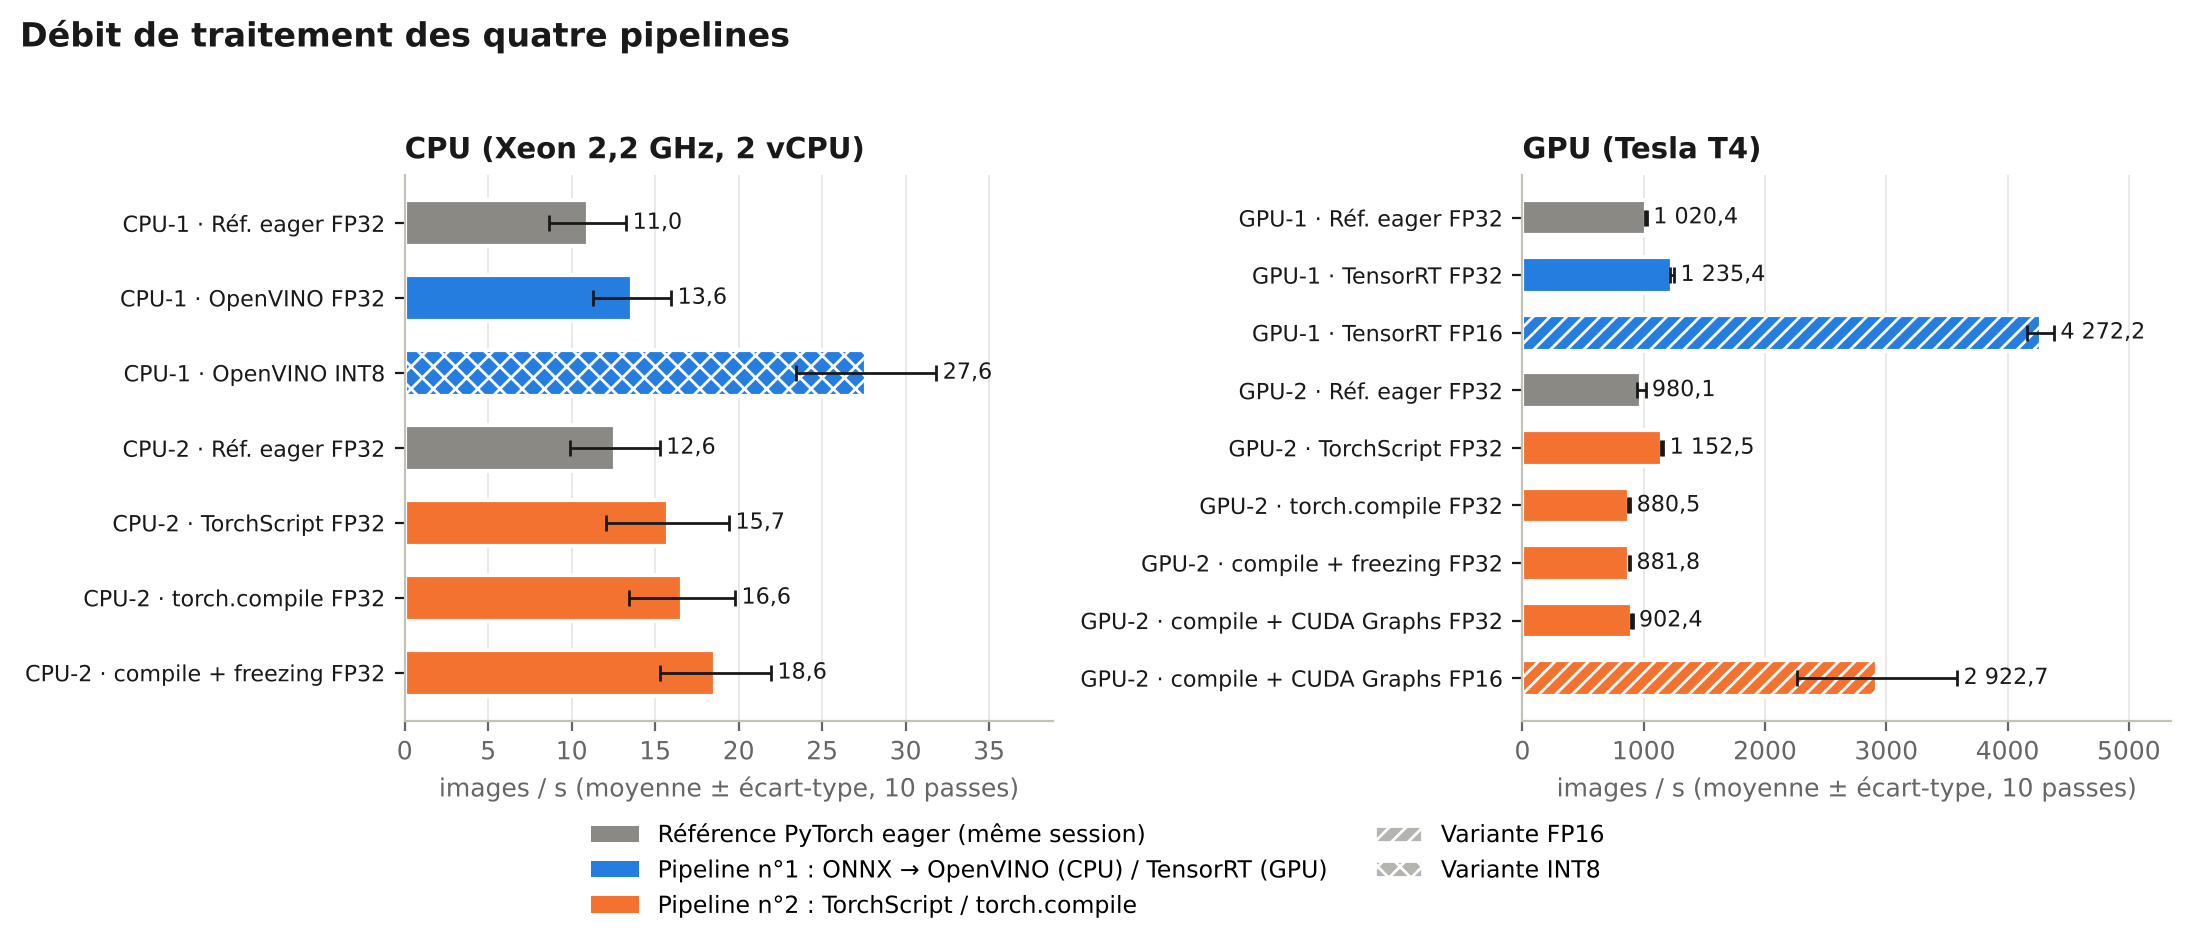 Débit de traitement des quatre pipelines
CPU (Xeon 2,2 GHz, 2 vCPU)
CPU-1 · Réf. eager FP32
11,0
CPU-1 · OpenVINO FP32
13,6
CPU-1 · OpenVINO INT8
27,6
CPU-2 · Réf. eager FP32
12,6
CPU-2 · TorchScript FP32
15,7
CPU-2 · torch.compile FP32
16,6
CPU-2 · compile + freezing FP32
18,6
0 5 10 15 20 25 30 35
images / s (moyenne ± écart-type, 10 passes)
GPU (Tesla T4)
GPU-1 · Réf. eager FP32
1 020,4
GPU-1 · TensorRT FP32
1 235,4
GPU-1 · TensorRT FP16
4 272,2
GPU-2 · Réf. eager FP32
980,1
GPU-2 · TorchScript FP32
1 152,5
GPU-2 · torch.compile FP32
880,5
GPU-2 · compile + freezing FP32
881,8
GPU-2 · compile + CUDA Graphs FP32
902,4
GPU-2 · compile + CUDA Graphs FP16
2 922,7
0 1000 2000 3000 4000 5000
images / s (moyenne ± écart-type, 10 passes)
Référence PyTorch eager (même session)
Pipeline n°1 : ONNX → OpenVINO (CPU) / TensorRT (GPU)
Pipeline n°2 : TorchScript / torch.compile
Variante FP16
Variante INT8